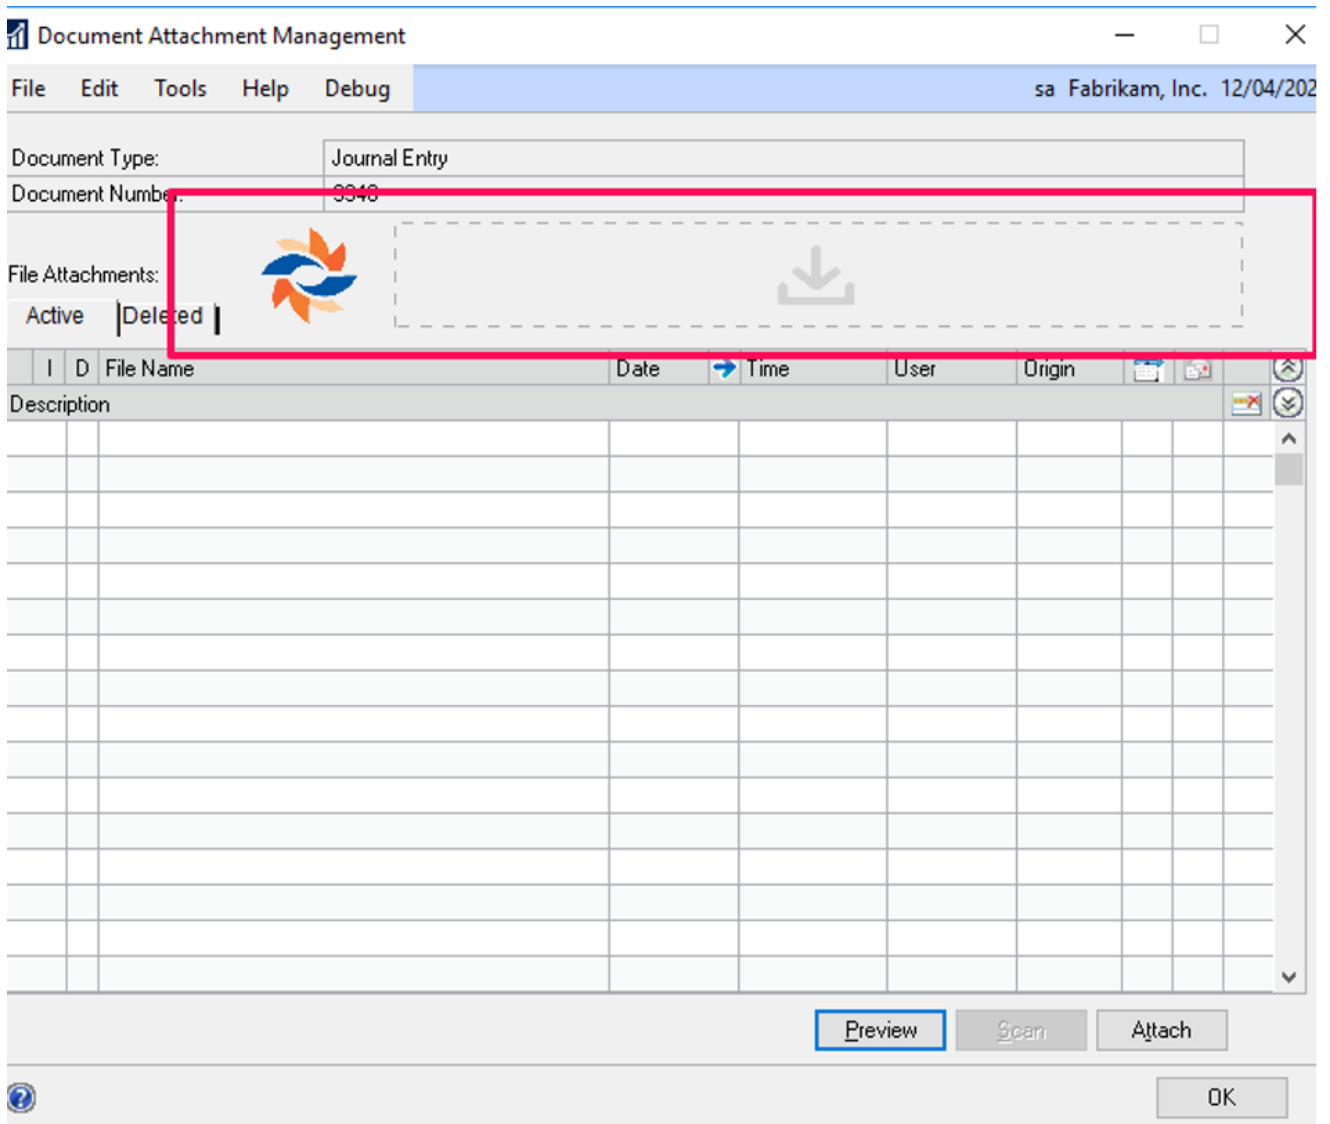 Document Attachment Management
File Edit Tools Help Debug sa Fabrikam, Inc. 12/04/202
Document Type: Journal Entry
Document Number:
File Attachments:
Active Deleted
I D File Name Date Time User Origin
Description
Preview Scan Attach
OK